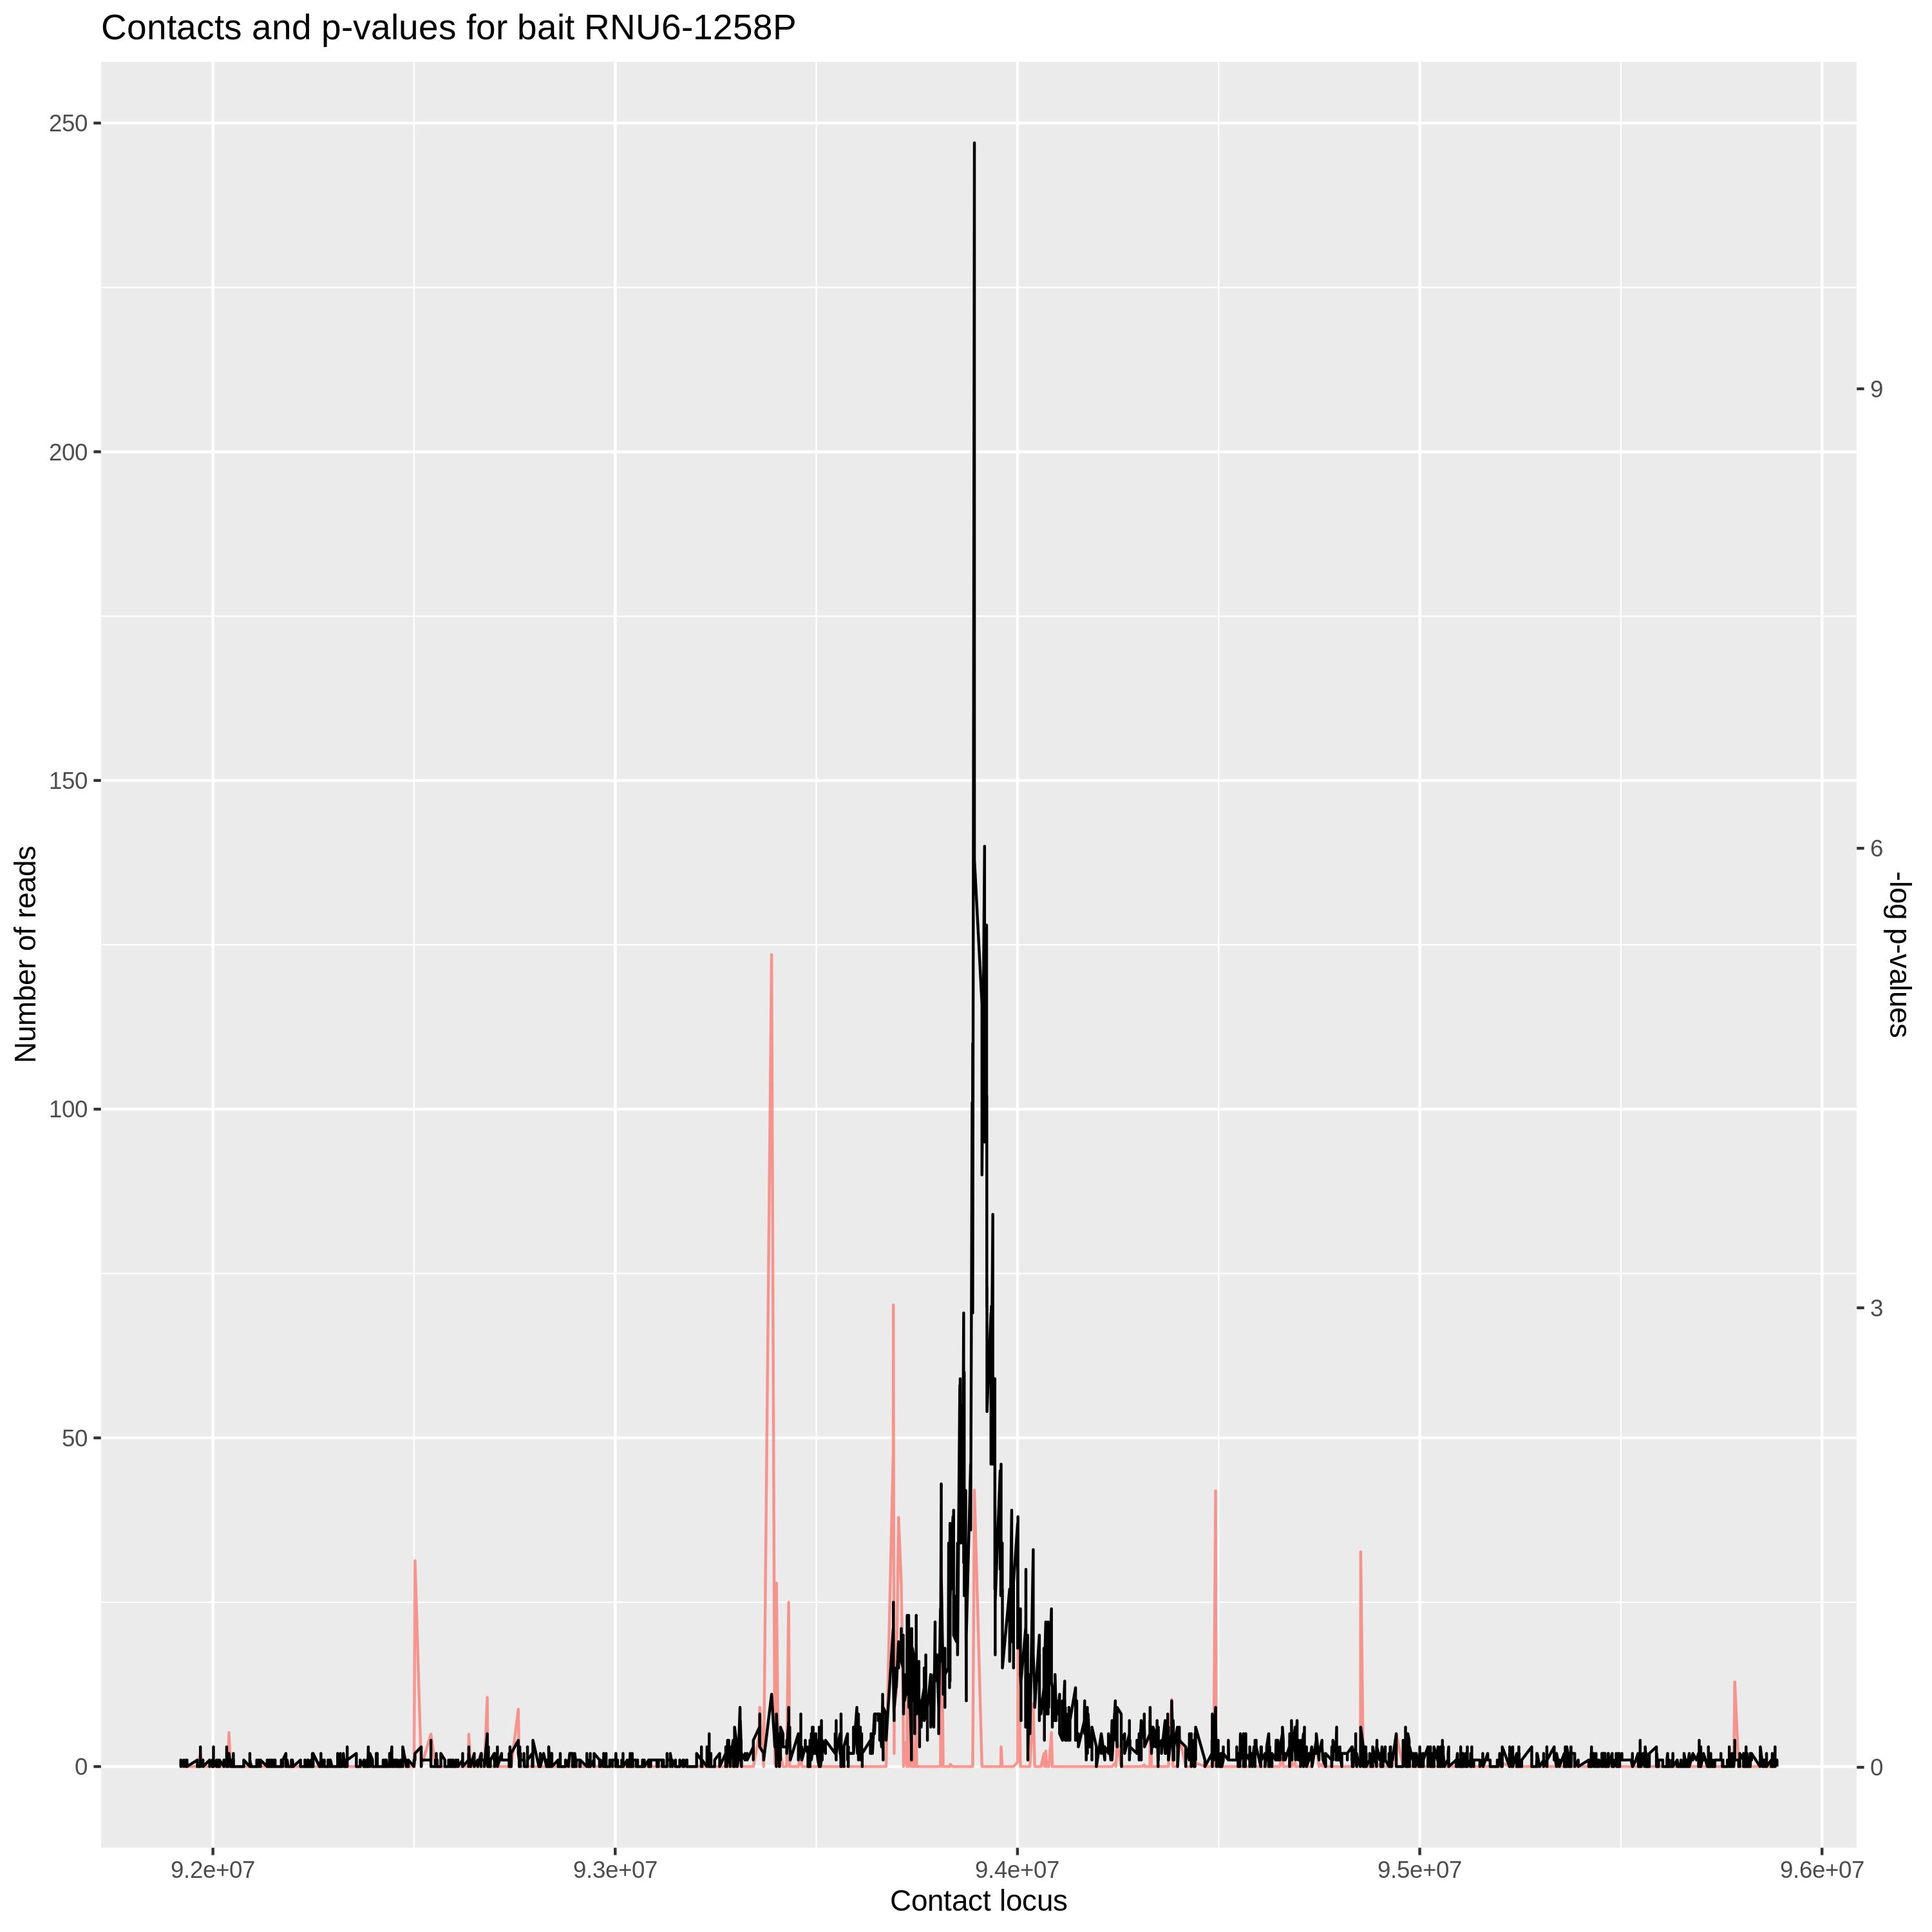 Contacts and p-values for bait RNU6-1258P
250
200
150
100
50
0
Number of reads
9
6
3
0
-log p-values
9.2e+07
9.3e+07
9.4e+07
9.5e+07
9.6e+07
Contact locus